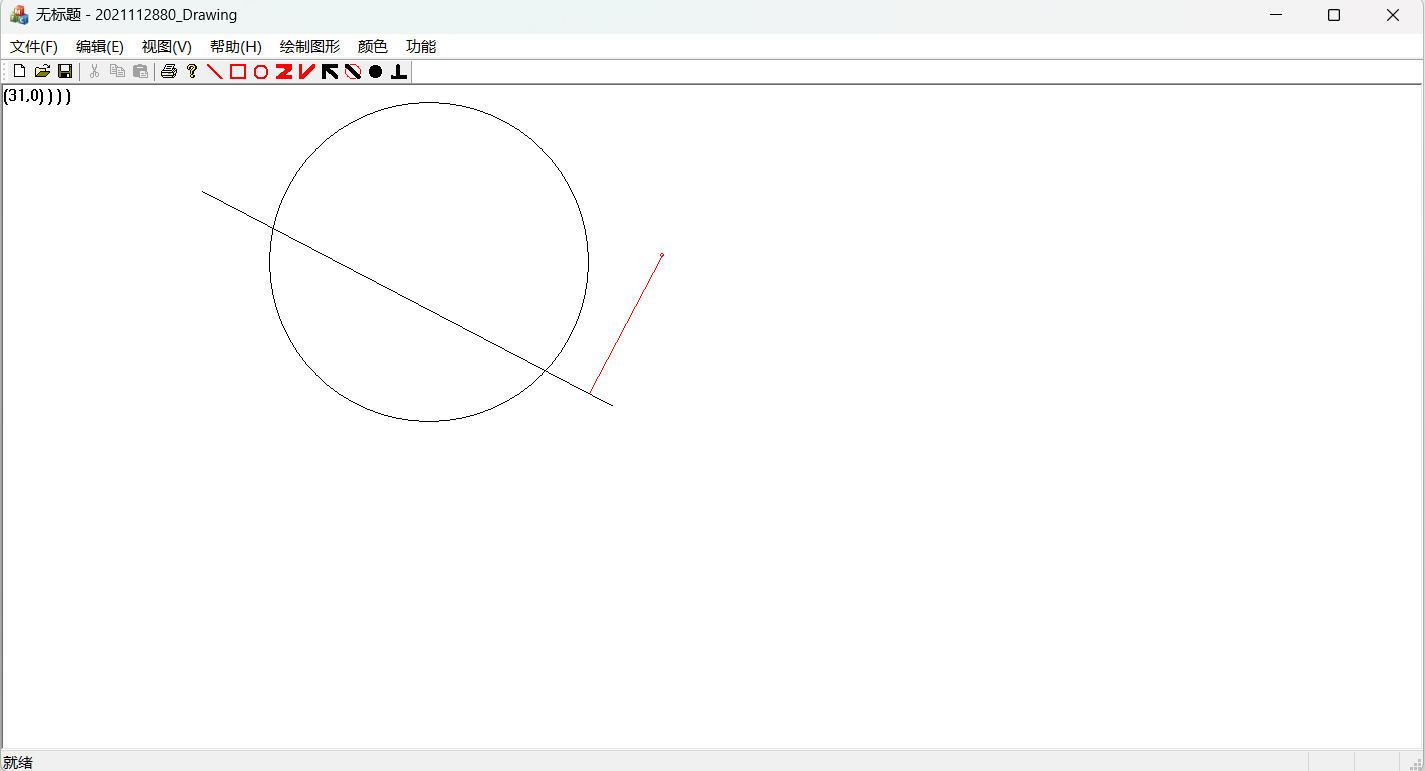 无标题 - 2021112880_Drawing
文件(F) 编辑(E) 视图(V) 帮助(H) 绘制图形 颜色 功能
(31,0) ) ) )
就绪